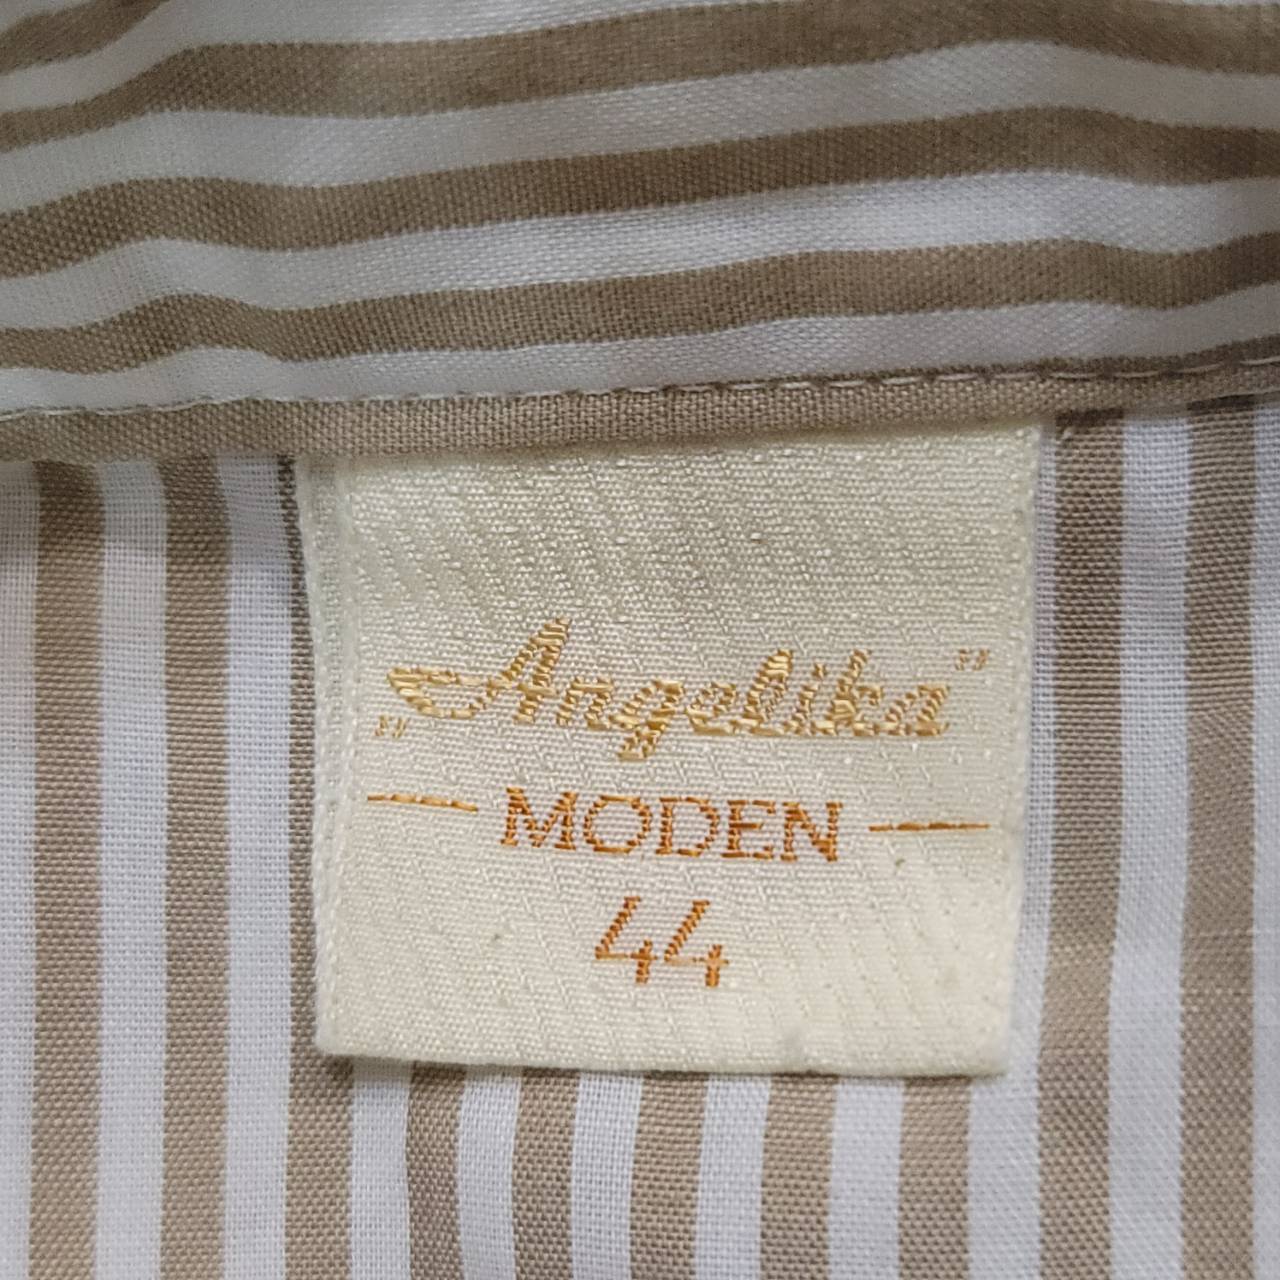 „Angelika"
— MODEN —
44